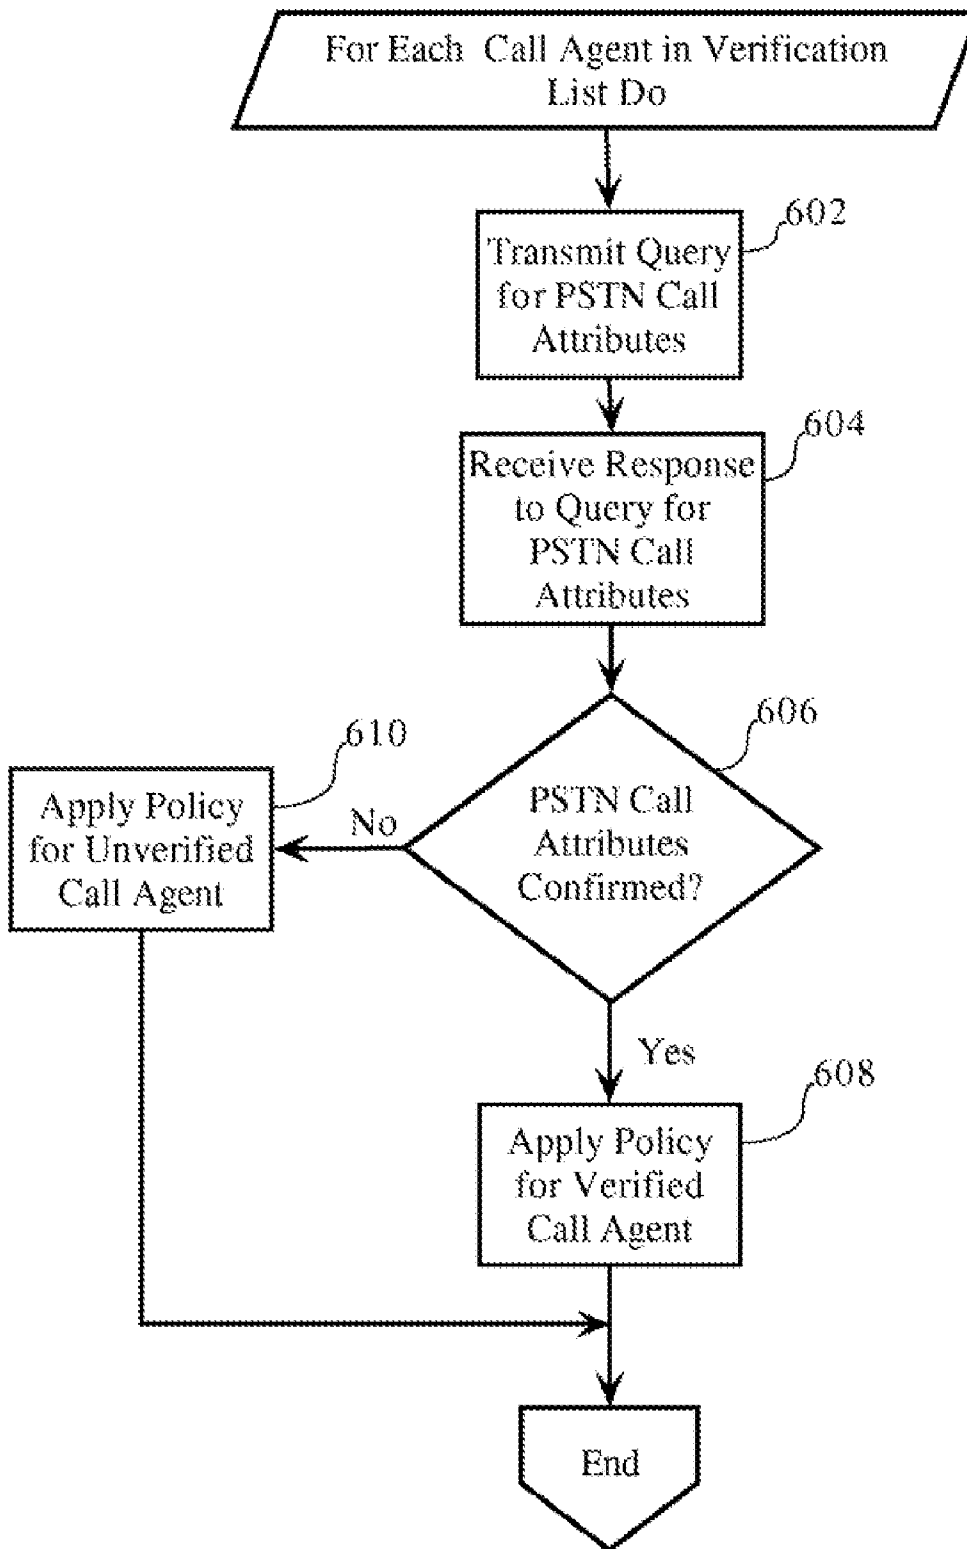 For Each Call Agent in Verification
List Do
602
Transmit Query
for PSTN Call
Attributes
604
Receive Response
to Query for
PSTN Call
Attributes
606
PSTN Call
Attributes
Confirmed?
610
No
Apply Policy
for Unverified
Call Agent
Yes
608
Apply Policy
for Verified
Call Agent
End